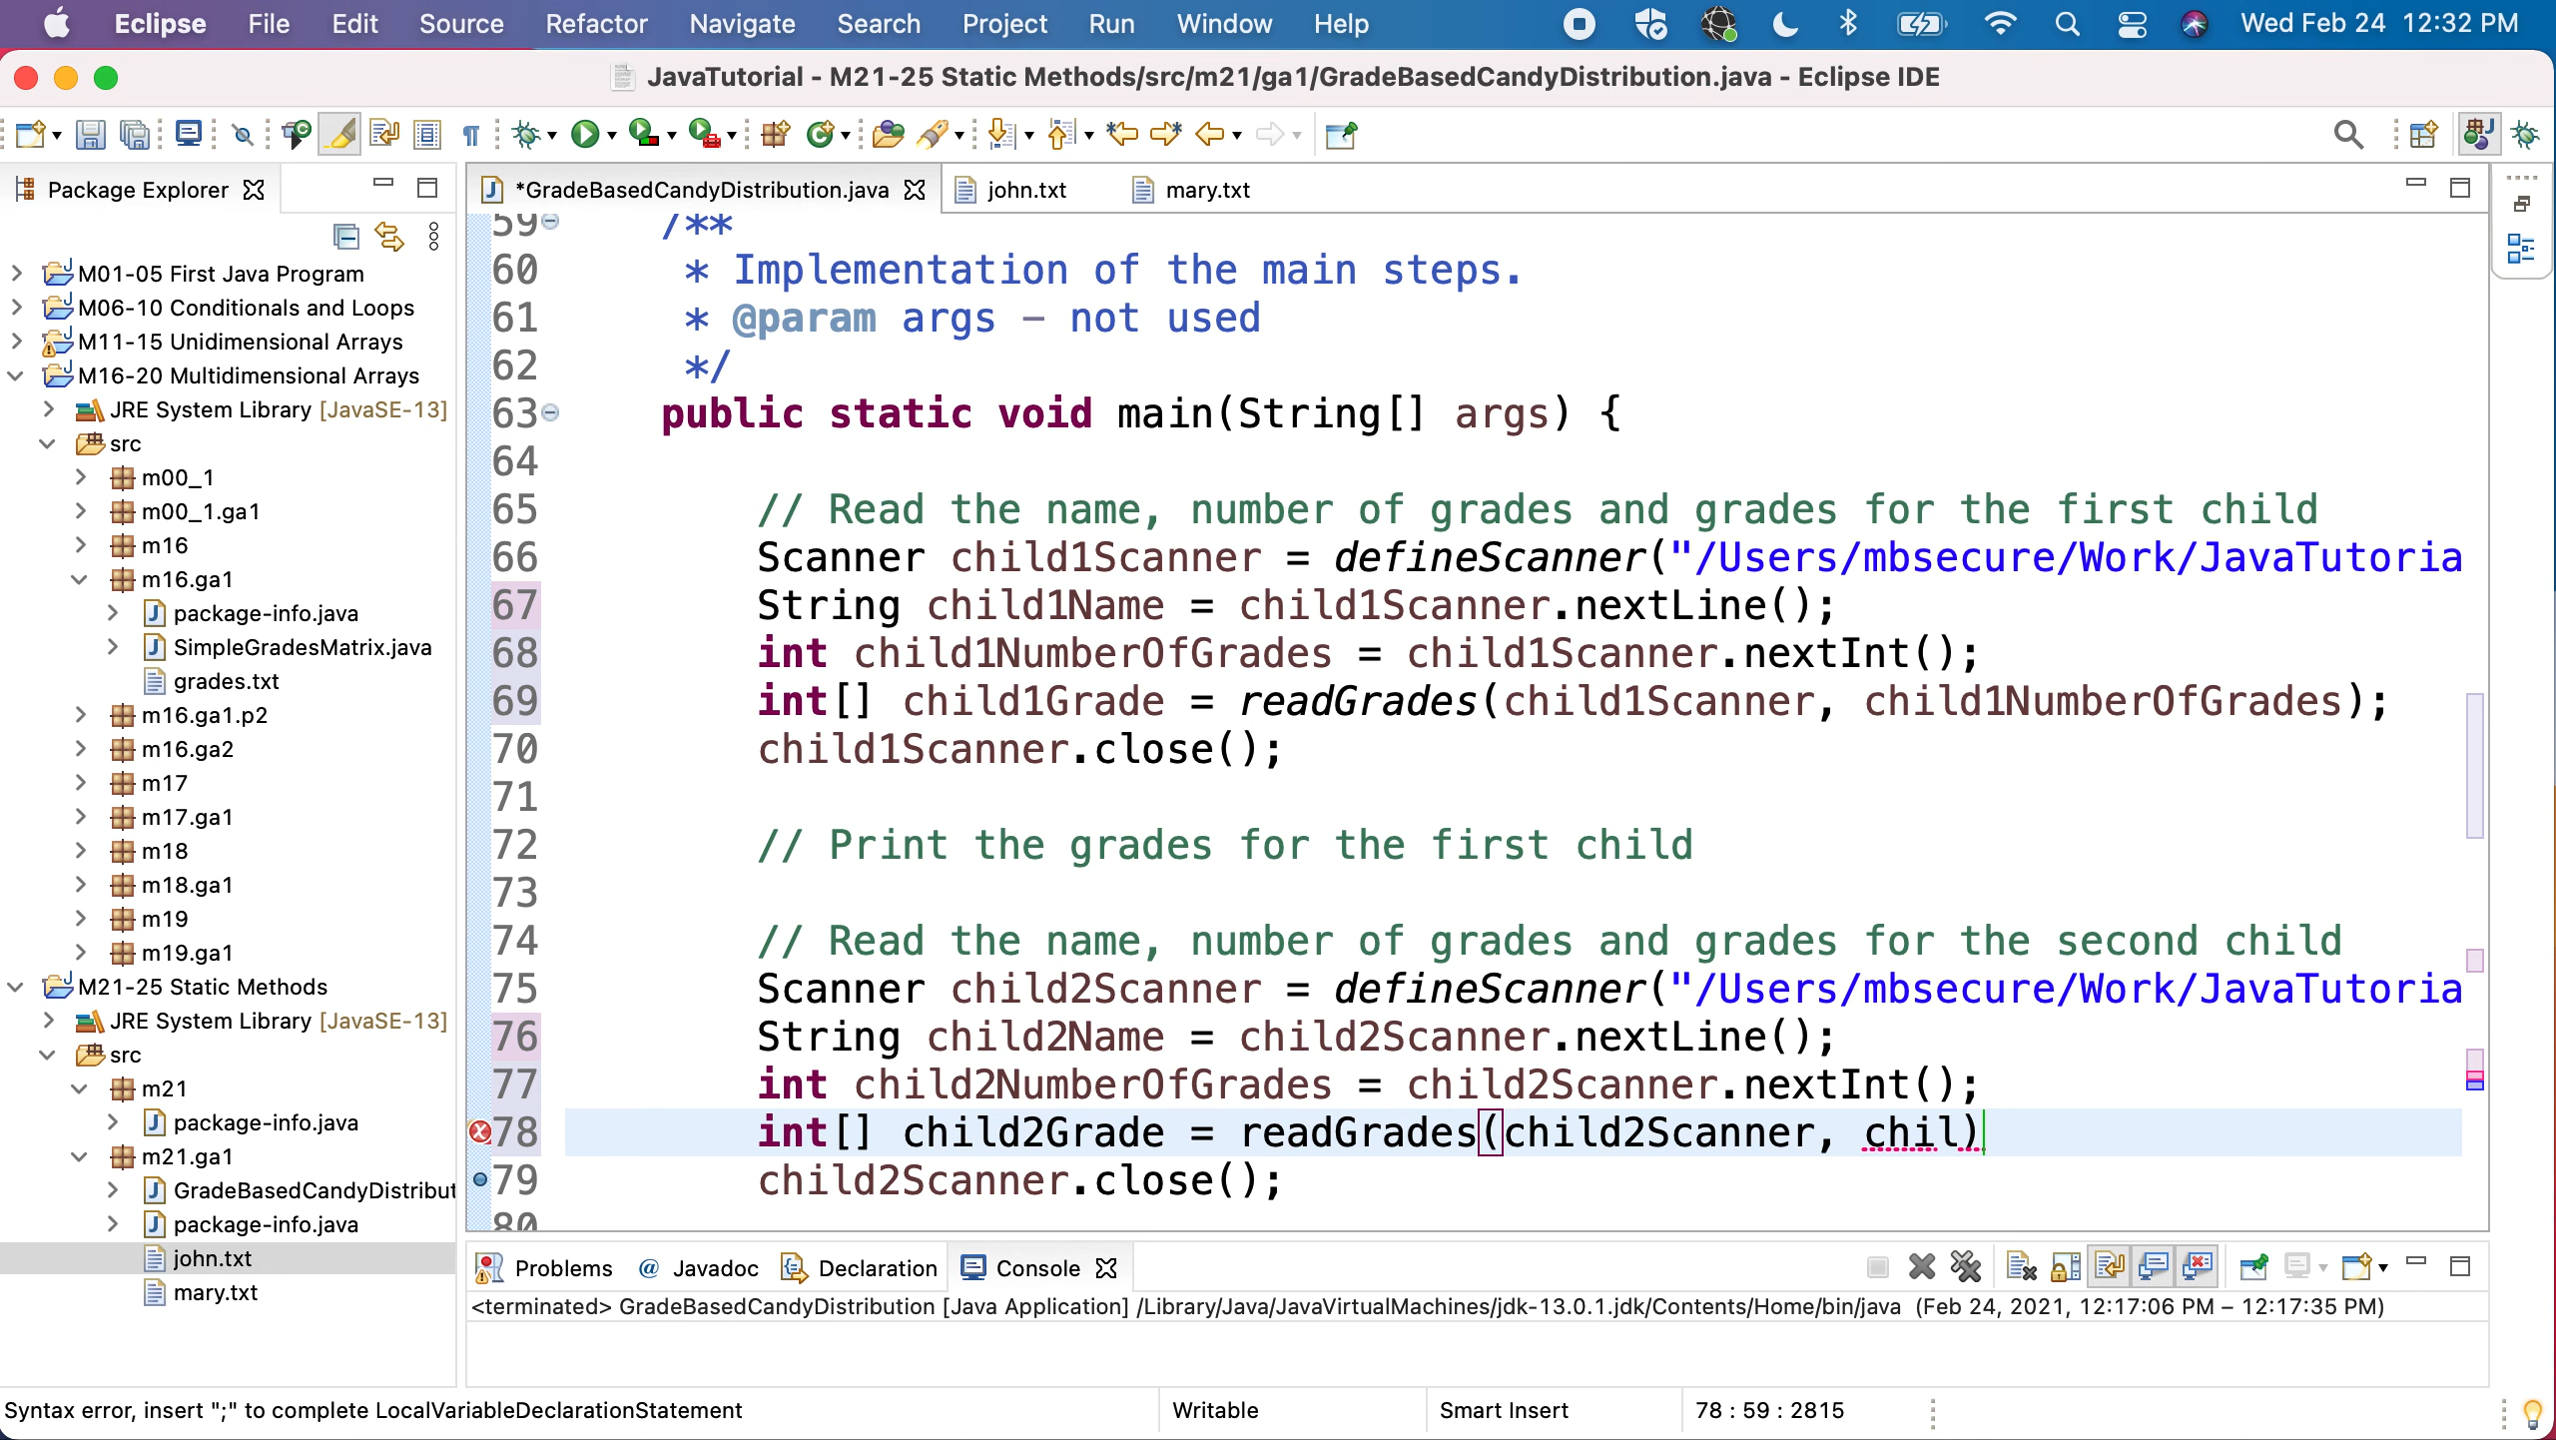 Eclipse File Edit Source Refactor Navigate Search Project Run Window Help Wed Feb 24 12:32 PM
JavaTutorial - M21-25 Static Methods/src/m21/ga1/GradeBasedCandyDistribution.java - Eclipse IDE
Package Explorer
M01-05 First Java Program
M06-10 Conditionals and Loops
M11-15 Unidimensional Arrays
M16-20 Multidimensional Arrays
JRE System Library [JavaSE-13]
src
m00_1
m00_1.ga1
m16
m16.ga1
package-info.java
SimpleGradesMatrix.java
grades.txt
m16.ga1.p2
m16.ga2
m17
m17.ga1
m18
m18.ga1
m19
m19.ga1
M21-25 Static Methods
JRE System Library [JavaSE-13]
src
m21
package-info.java
m21.ga1
GradeBasedCandyDistribut
package-info.java
john.txt
mary.txt
*GradeBasedCandyDistribution.java john.txt mary.txt
59 /**
60 * Implementation of the main steps.
61 * @param args – not used
62 */
63 public static void main(String[] args) {
64
65 // Read the name, number of grades and grades for the first child
66 Scanner child1Scanner = defineScanner("/Users/mbsecure/Work/JavaTutoria
67 String child1Name = child1Scanner.nextLine();
68 int child1NumberOfGrades = child1Scanner.nextInt();
69 int[] child1Grade = readGrades(child1Scanner, child1NumberOfGrades);
70 child1Scanner.close();
71
72 // Print the grades for the first child
73
74 // Read the name, number of grades and grades for the second child
75 Scanner child2Scanner = defineScanner("/Users/mbsecure/Work/JavaTutoria
76 String child2Name = child2Scanner.nextLine();
77 int child2NumberOfGrades = child2Scanner.nextInt();
78 int[] child2Grade = readGrades(child2Scanner, chil)
79 child2Scanner.close();
80
Problems @ Javadoc Declaration Console
<terminated> GradeBasedCandyDistribution [Java Application] /Library/Java/JavaVirtualMachines/jdk-13.0.1.jdk/Contents/Home/bin/java (Feb 24, 2021, 12:17:06 PM – 12:17:35 PM)
Syntax error, insert ";" to complete LocalVariableDeclarationStatement Writable Smart Insert 78 : 59 : 2815